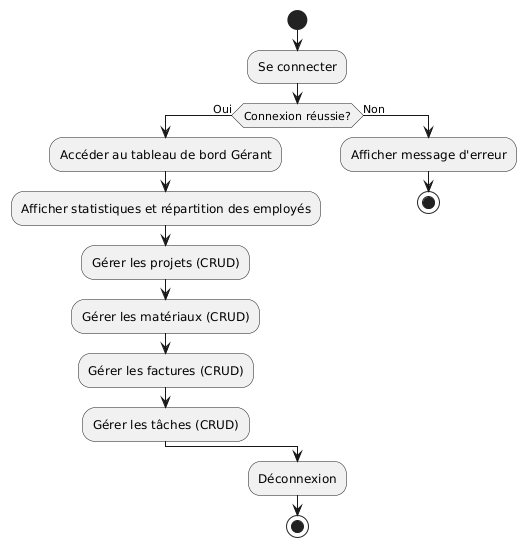 Se connecter
Oui
Connexion réussie?
Non
Accéder au tableau de bord Gérant
Afficher message d'erreur
Afficher statistiques et répartition des employés
Gérer les projets (CRUD)
Gérer les matériaux (CRUD)
Gérer les factures (CRUD)
Gérer les tâches (CRUD)
Déconnexion